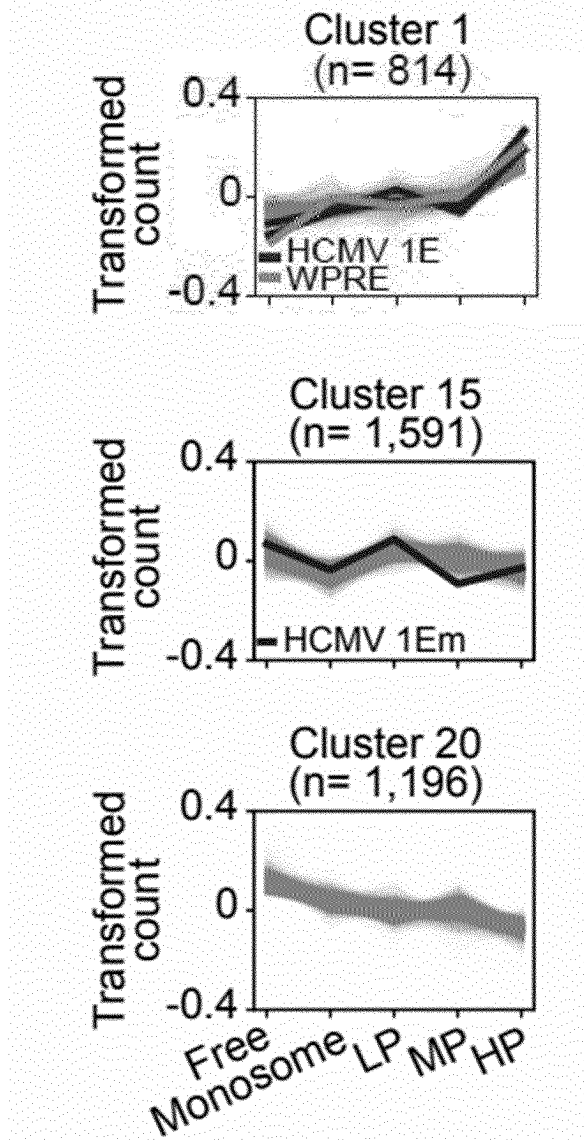 Cluster 1
(n= 814)
Transformed
count
0.4
0
-0.4
HCMV 1E
WPRE
Cluster 15
(n= 1,591)
Transformed
count
0.4
0
-0.4
HCMV 1Em
Cluster 20
(n= 1,196)
Transformed
count
0.4
0
-0.4
Free
Monosome
LP
MP
HP